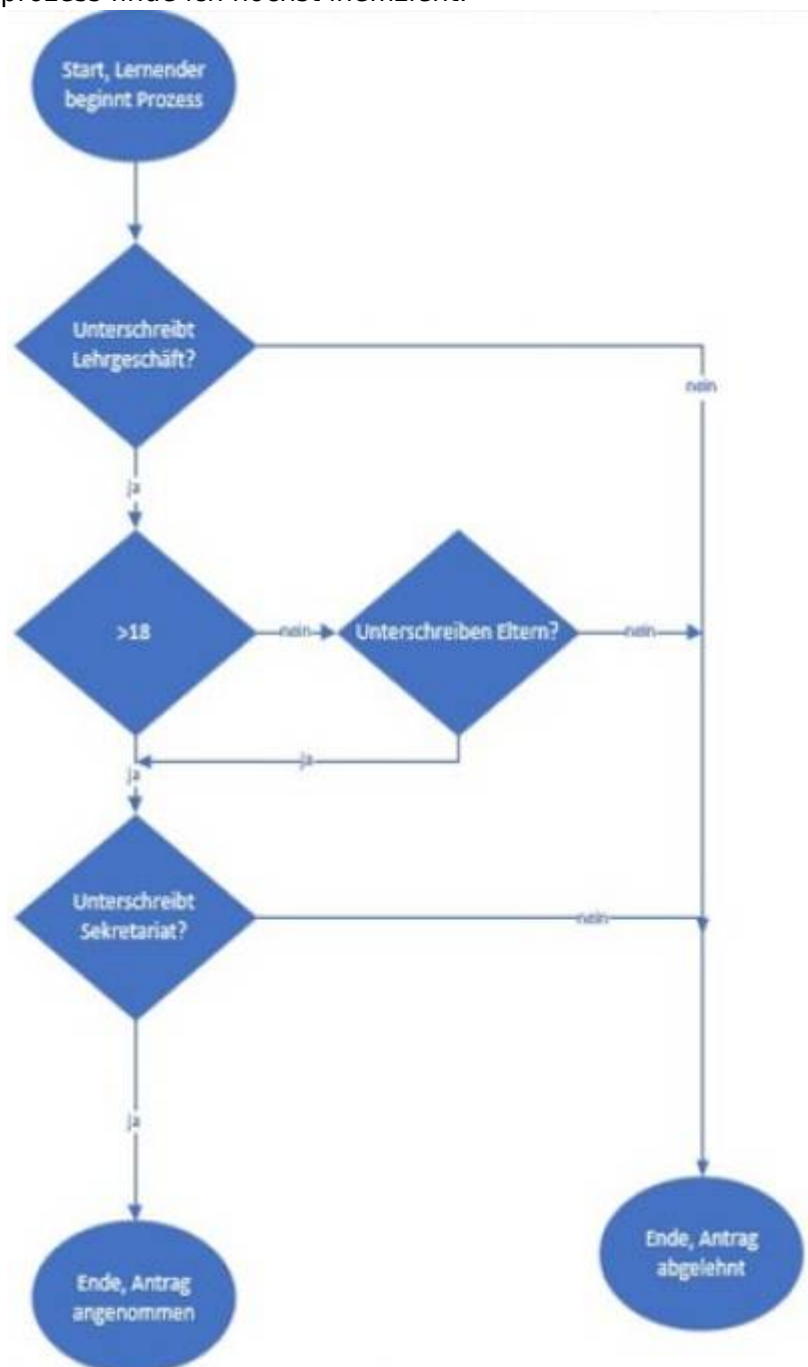 prozess finde ich höchst ineffizient.
Start, Lernender
beginnt Prozess
Unterschreibt
Lehrgeschäft?
nein
ja
>18
nein
Unterschreiben Eltern?
nein
ja
ja
Unterschreibt
Sekretariat?
nein
ja
Ende, Antrag
abgelehnt
Ende, Antrag
angenommen